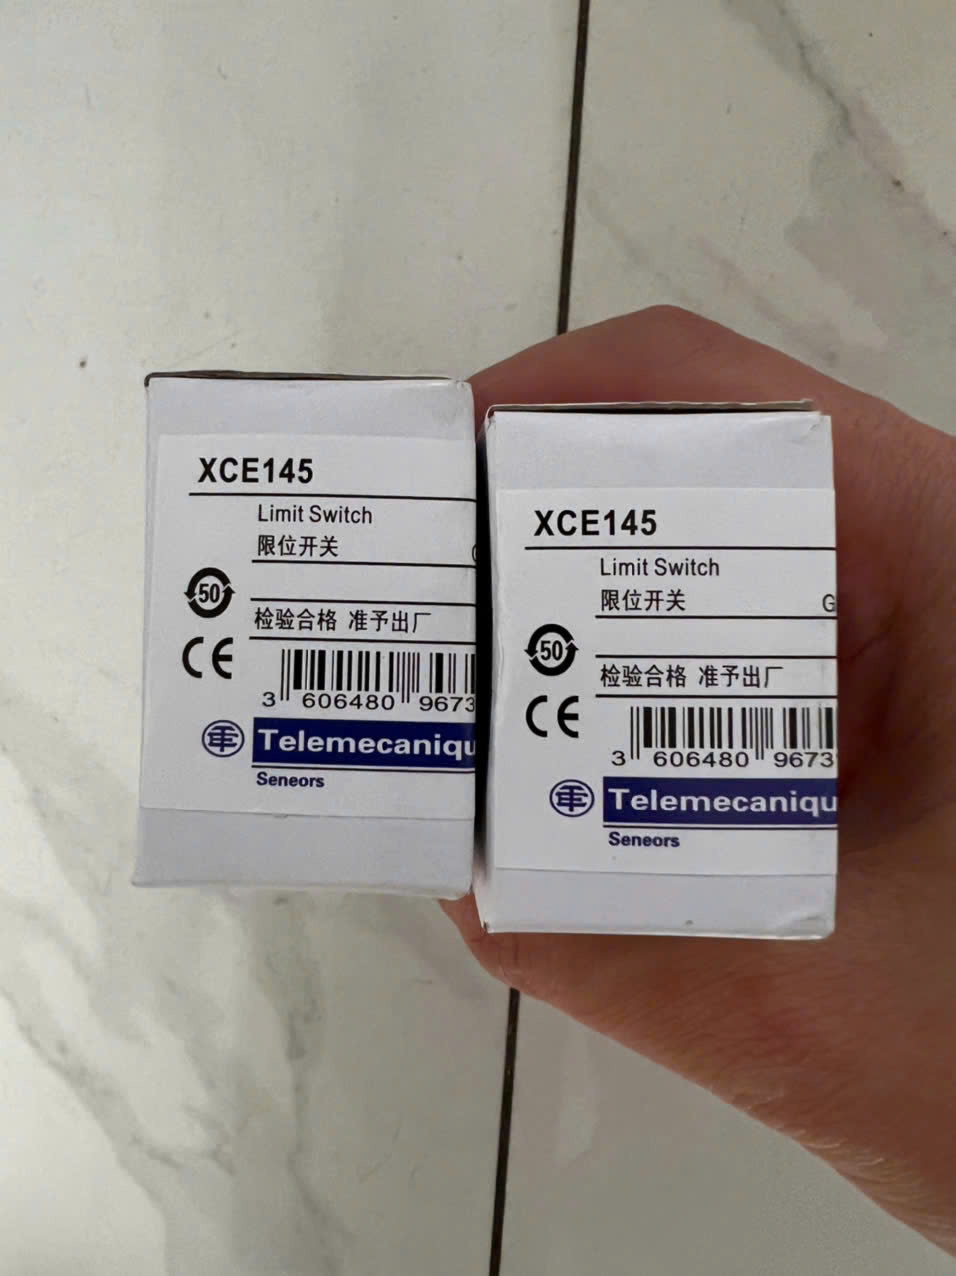 XCE145
Limit Switch
限位开关
50
检验合格 准予出厂
CE
3 606480 9673
Telemecaniqu
Seneors
XCE145
Limit Switch
限位开关
G
50
检验合格 准予出厂
CE
3 606480 9673
Telemecaniqu
Seneors